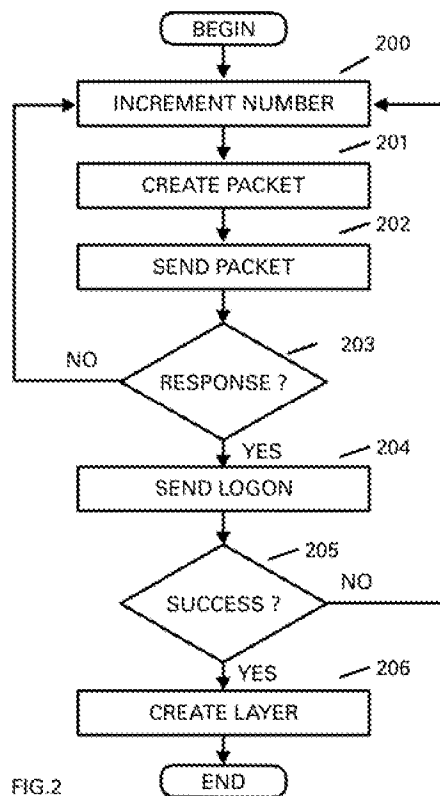 BEGIN
200
INCREMENT NUMBER
201
CREATE PACKET
202
SEND PACKET
203
NO
RESPONSE ?
YES
204
SEND LOGON
205
NO
SUCCESS ?
YES
206
CREATE LAYER
FIG.2
END